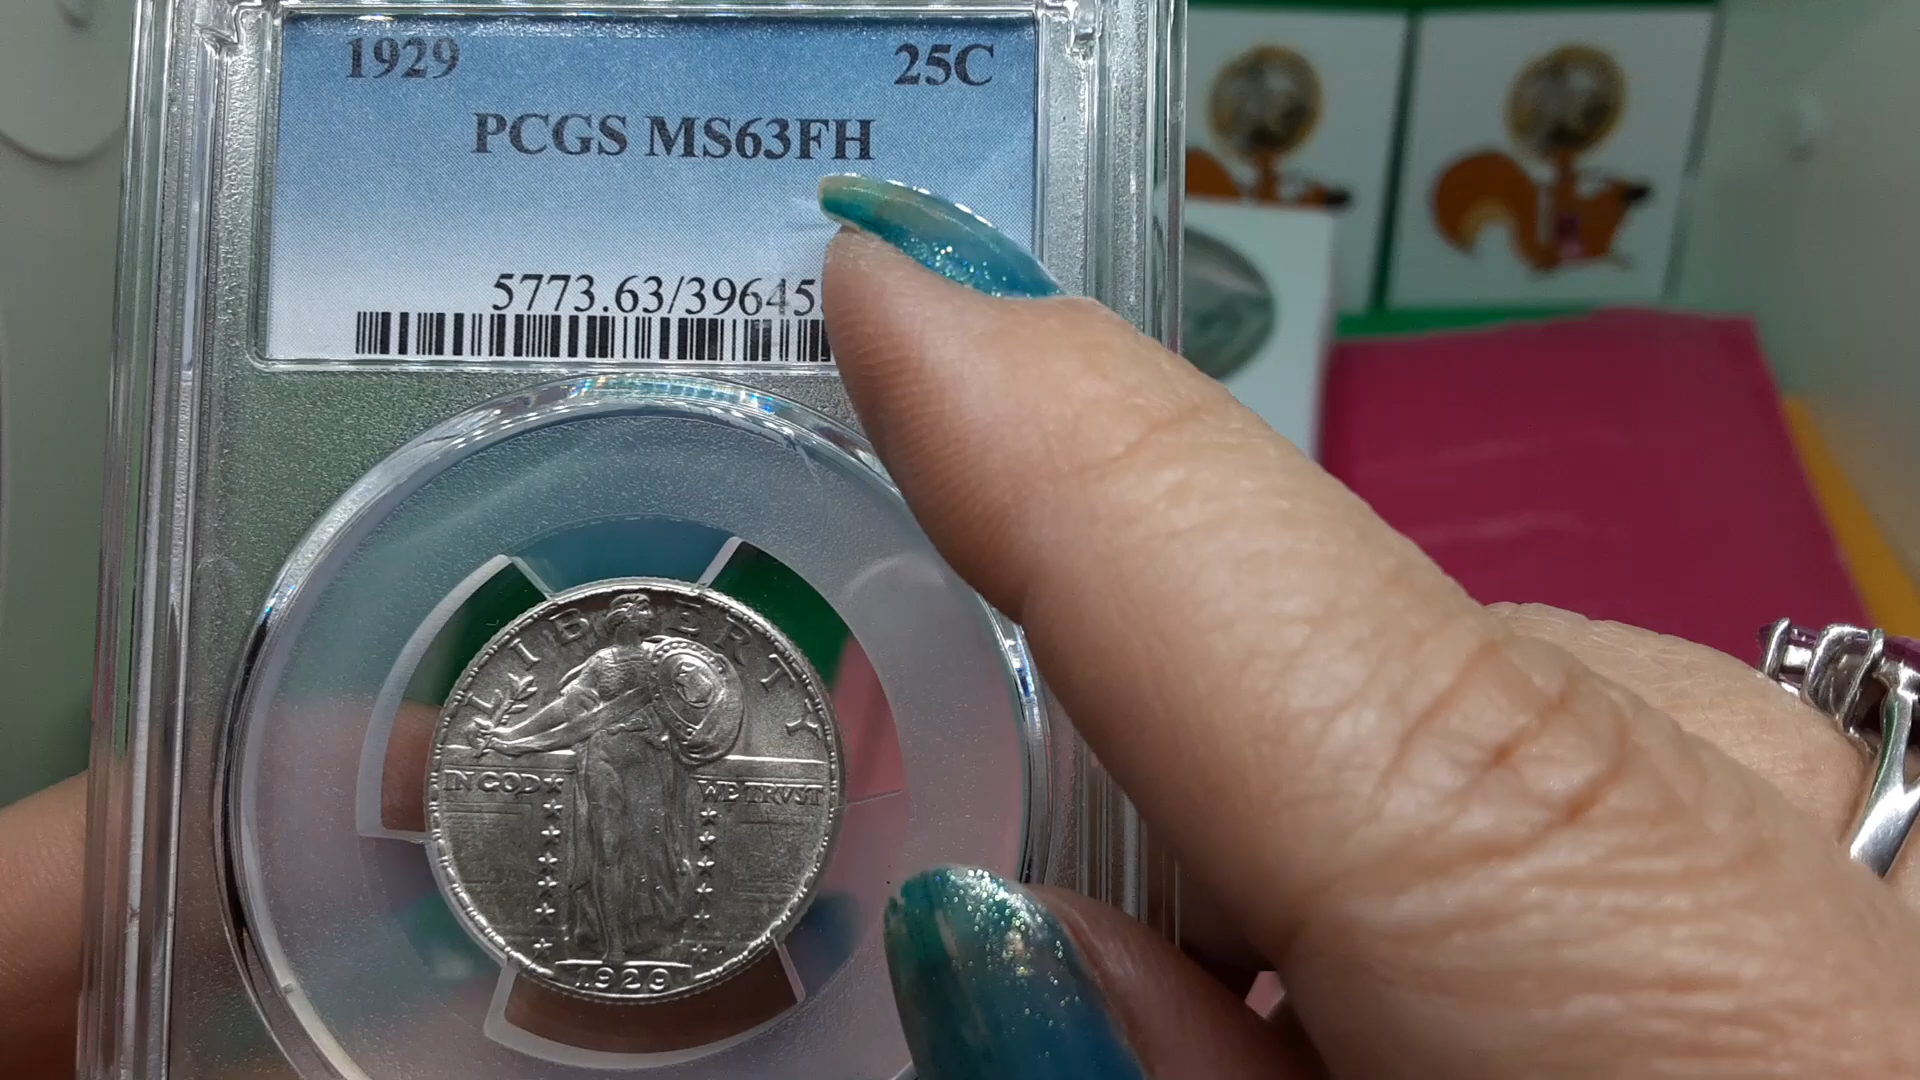 1929 25C
PCGS MS63FH
5773.63/39645
LIBERTY
IN GOD WE TRVST
1929